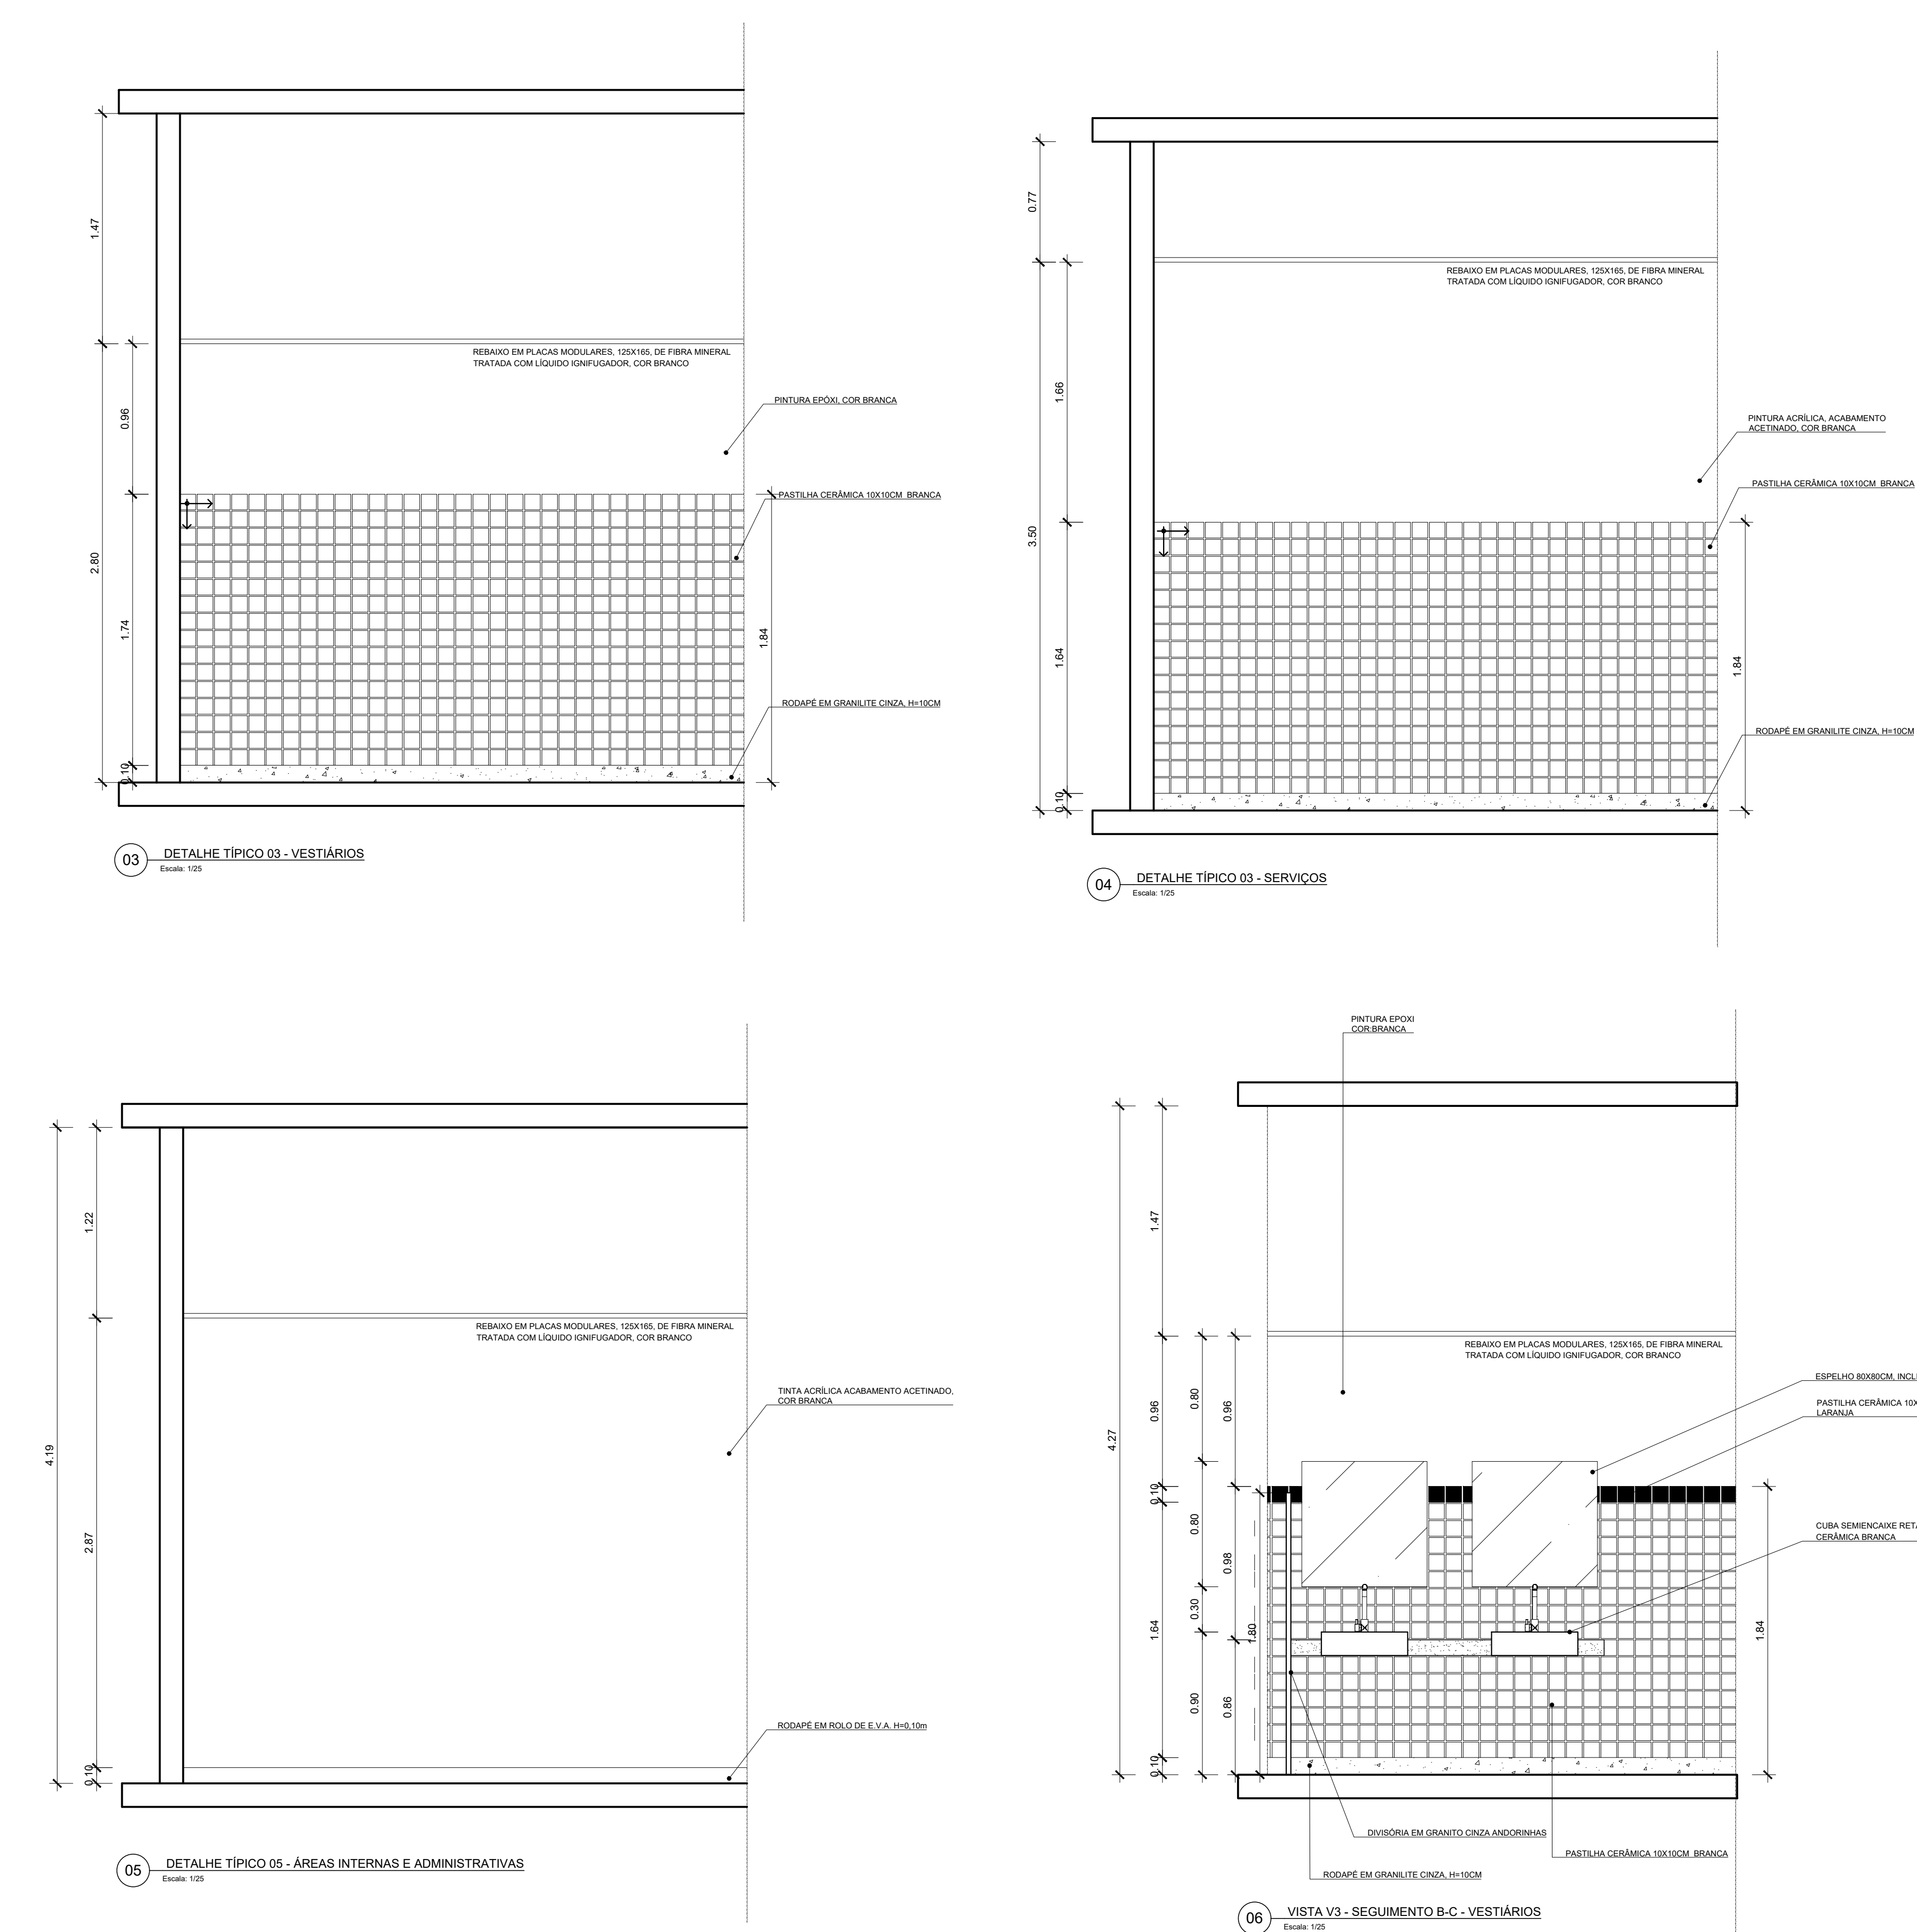 1.47
2.80
0.96
1.74
0.10
1.84
REBAIXO EM PLACAS MODULARES, 125X165, DE FIBRA MINERAL
TRATADA COM LÍQUIDO IGNIFUGADOR, COR BRANCO
PINTURA EPÓXI, COR BRANCA
PASTILHA CERÂMICA 10X10CM BRANCA
RODAPÉ EM GRANILITE CINZA, H=10CM
03
DETALHE TÍPICO 03 - VESTIÁRIOS
Escala: 1/25
0.77
3.50
1.66
1.64
0.10
1.84
REBAIXO EM PLACAS MODULARES, 125X165, DE FIBRA MINERAL
TRATADA COM LÍQUIDO IGNIFUGADOR, COR BRANCO
PINTURA ACRÍLICA, ACABAMENTO
ACETINADO, COR BRANCA
PASTILHA CERÂMICA 10X10CM BRANCA
RODAPÉ EM GRANILITE CINZA, H=10CM
04
DETALHE TÍPICO 03 - SERVIÇOS
Escala: 1/25
4.19
1.22
2.87
0.10
REBAIXO EM PLACAS MODULARES, 125X165, DE FIBRA MINERAL
TRATADA COM LÍQUIDO IGNIFUGADOR, COR BRANCO
TINTA ACRÍLICA ACABAMENTO ACETINADO,
COR BRANCA
RODAPÉ EM ROLO DE E.V.A. H=0,10m
05
DETALHE TÍPICO 05 - ÁREAS INTERNAS E ADMINISTRATIVAS
Escala: 1/25
PINTURA EPOXI
COR:BRANCA
4.27
1.47
0.96
0.10
1.64
0.10
0.80
0.80
0.30
0.90
0.96
0.98
0.86
1.80
1.84
REBAIXO EM PLACAS MODULARES, 125X165, DE FIBRA MINERAL
TRATADA COM LÍQUIDO IGNIFUGADOR, COR BRANCO
ESPELHO 80X80CM,
PASTILHA CERÂMICA
LARANJA
CUBA SEMIENCAIXE
CERÂMICA BRANCA
DIVISÓRIA EM GRANITO CINZA ANDORINHAS
PASTILHA CERÂMICA 10X10CM BRANCA
RODAPÉ EM GRANILITE CINZA, H=10CM
06
VISTA V3 - SEGUIMENTO B-C - VESTIÁRIOS
Escala: 1/25